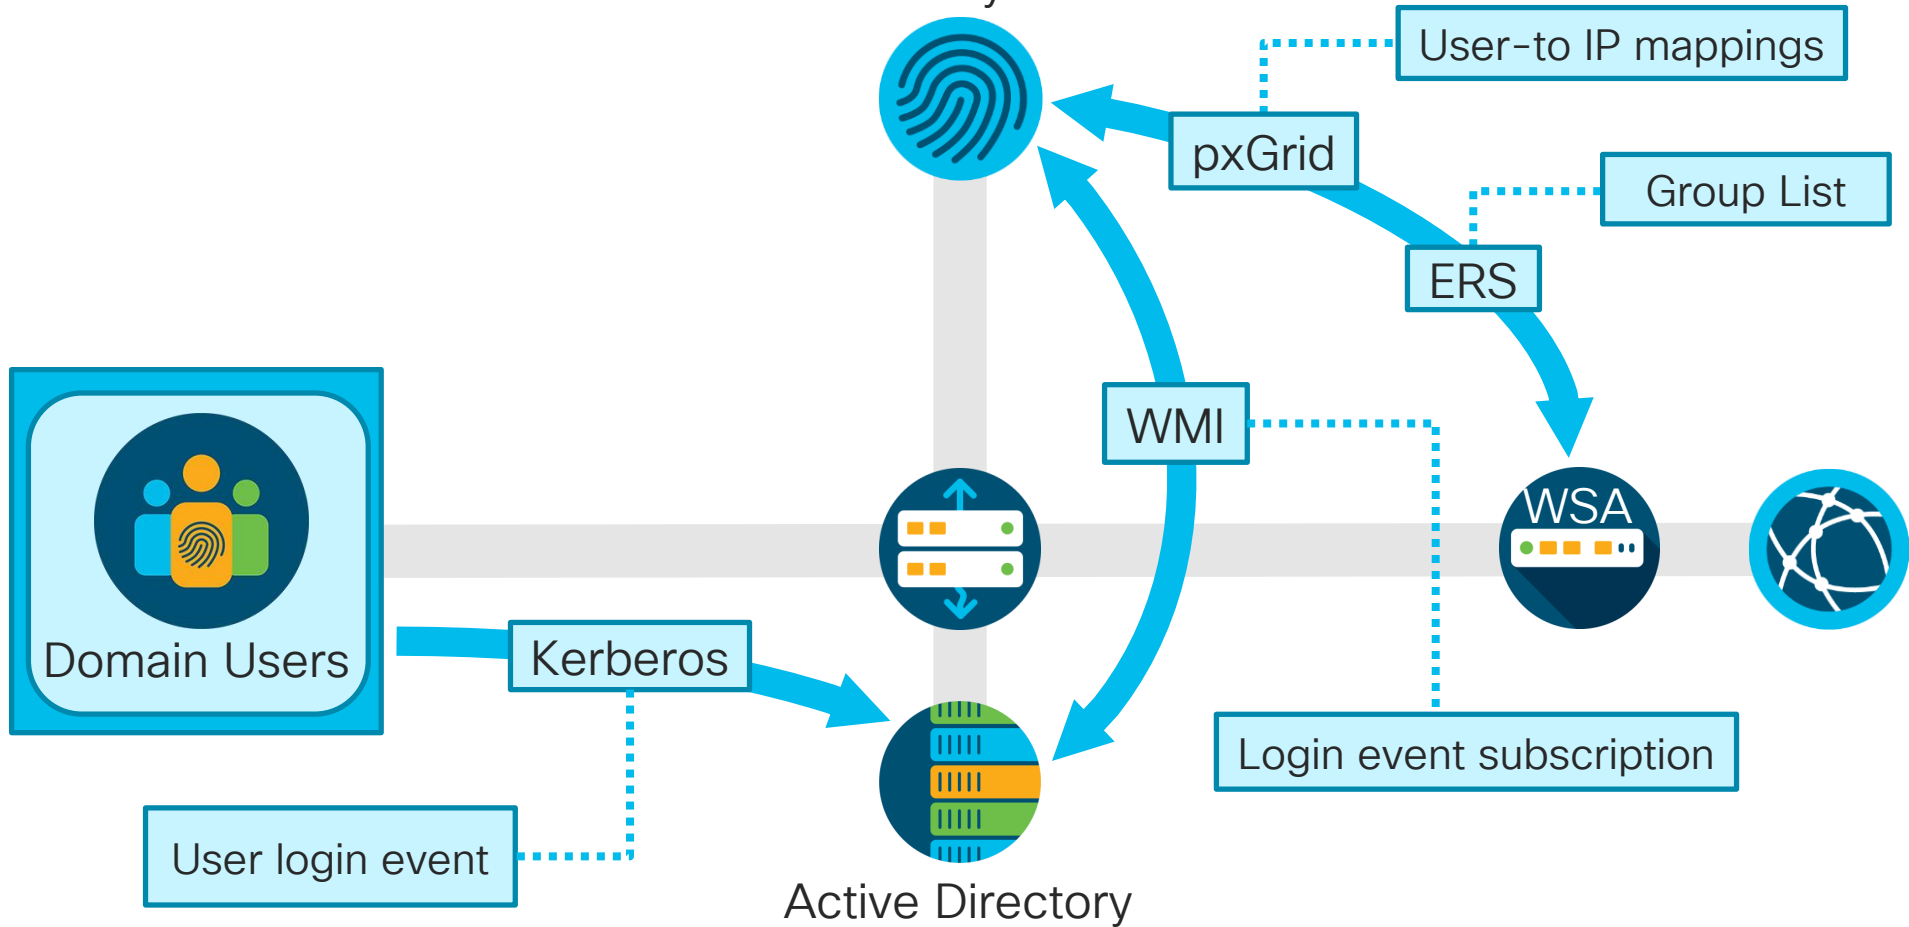 User-to IP mappings
pxGrid
Group List
ERS
WMI
WSA
Domain Users
Kerberos
Login event subscription
User login event
Active Directory